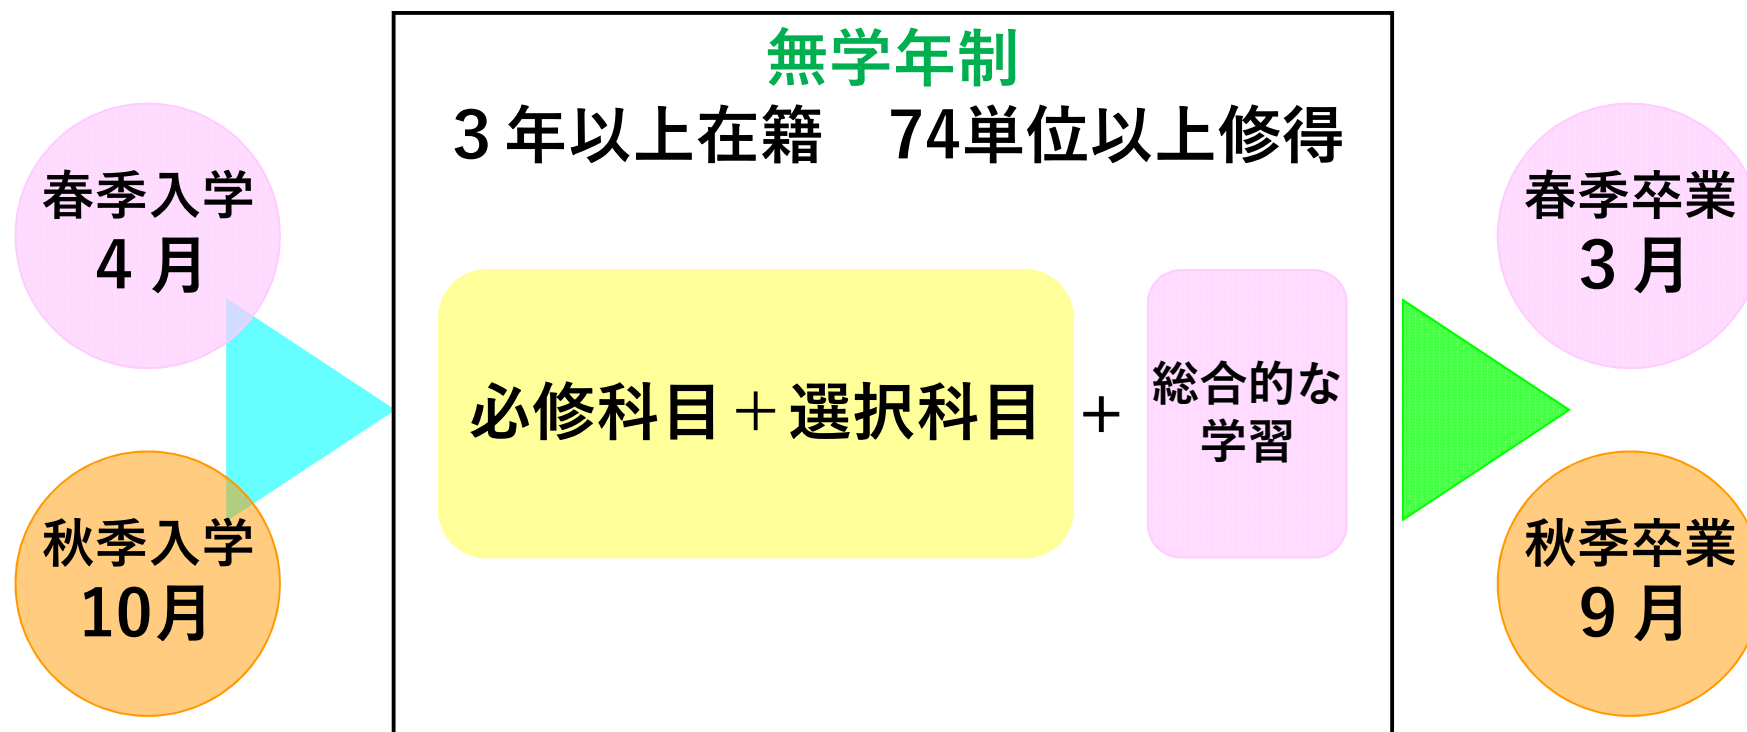 無学年制
3年以上在籍　74単位以上修得
春季入学
4月
秋季入学
10月
必修科目＋選択科目
＋
総合的な
学習
春季卒業
3月
秋季卒業
9月